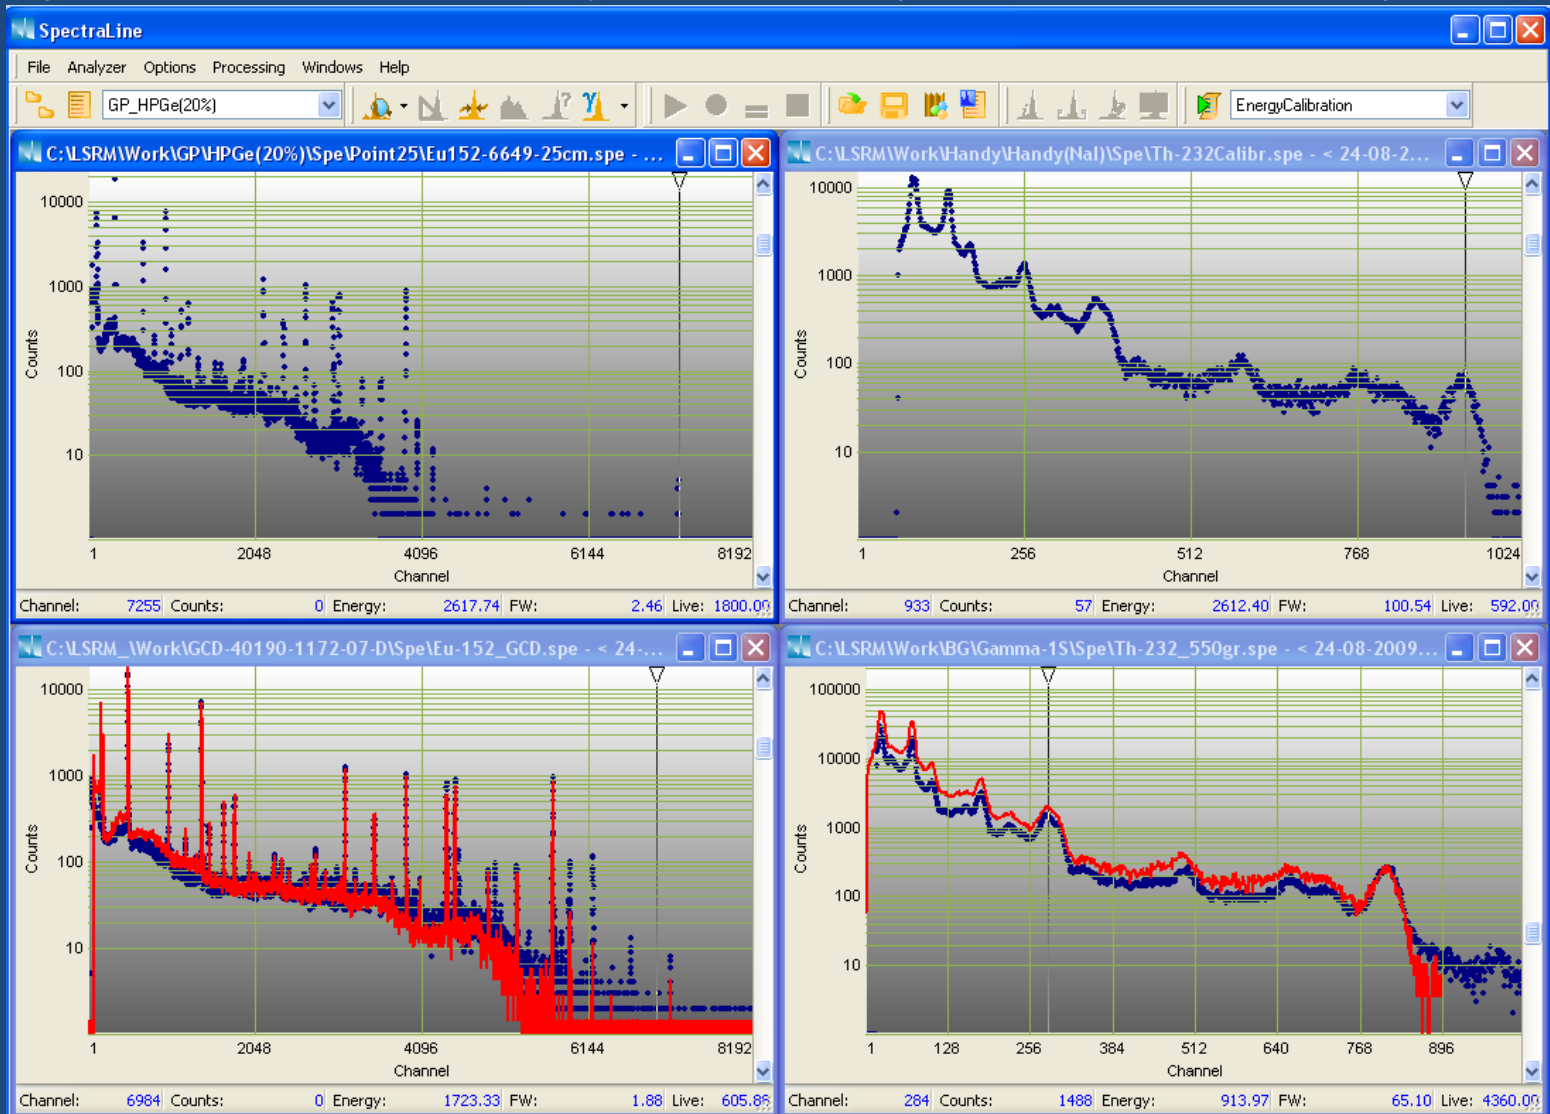 SpectraLine
File Analyzer Options Processing Windows Help
GP_HPGe(20%) EnergyCalibration
C:\LSRM\Work\GP\HPGe(20%)\Spe\Point25\Eu152-6649-25cm.spe - ...
10000
1000
100
10
Counts
1 2048 4096 6144 8192
Channel
Channel: 7255 Counts: 0 Energy: 2617.74 FW: 2.46 Live: 1800.00
C:\LSRM\Work\Handy\Handy(NaI)\Spe\Th-232Calibr.spe - < 24-08-2...
10000
1000
100
10
Counts
1 256 512 768 1024
Channel
Channel: 933 Counts: 57 Energy: 2612.40 FW: 100.54 Live: 592.00
C:\LSRM_\Work\GCD-40190-1172-07-D\Spe\Eu-152_GCD.spe - < 24-...
10000
1000
100
10
Counts
1 2048 4096 6144 8192
Channel
Channel: 6984 Counts: 0 Energy: 1723.33 FW: 1.88 Live: 605.8
C:\LSRM\Work\BG\Gamma-1S\Spe\Th-232_550gr.spe - < 24-08-2009...
100000
10000
1000
100
10
Counts
1 128 256 384 512 640 768 896
Channel
Channel: 284 Counts: 1488 Energy: 913.97 FW: 65.10 Live: 4360.00